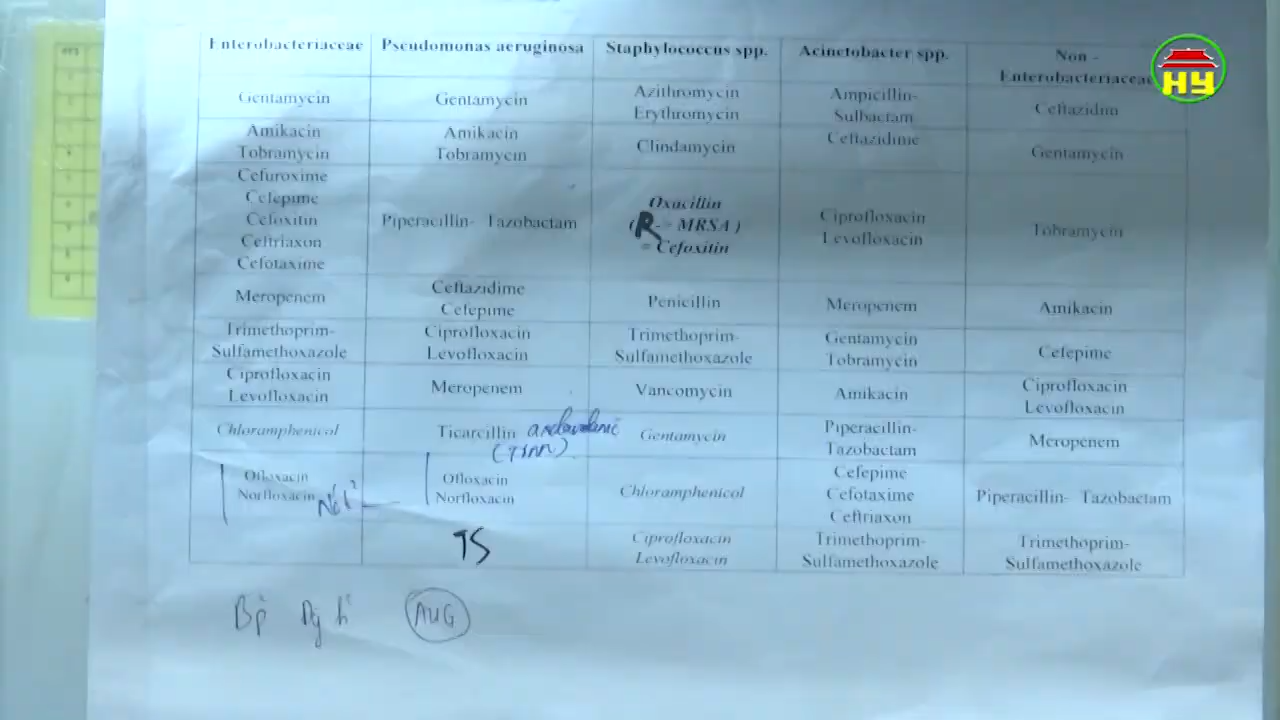 Enterobacteriaceae
Pseudomonas aeruginosa
Staphylococcus spp.
Acinctobacter spp.
Non -
Enterobacteriaceae
HY
Gentamycin
Gentamycin
Azithromycin
Erythromycin
Ampicillin-
Sulbactam
Ceftazidim
Amikacin
Tobramycin
Amikacin
Tobramycin
Clindamycin
Ceftazidime
Gentamycin
Cefuroxime
Cefepime
Cefoxitin
Ceftriaxon
Cefotaxime
Piperacillin- Tazobactam
Oxacillin
(R-> MRSA )
= Cefoxitin
Ciprofloxacin
Levofloxacin
Tobramycin
Meropenem
Ceftazidime
Cefepime
Penicillin
Meropenem
Amikacin
Trimethoprim-
Sulfamethoxazole
Ciprofloxacin
Levofloxacin
Trimethoprim-
Sulfamethoxazole
Gentamycin
Tobramycin
Cefepime
Ciprofloxacin
Levofloxacin
Meropenem
Vancomycin
Amikacin
Ciprofloxacin
Levofloxacin
Chloramphenicol
Ticarcillin
Gentamycin
Piperacillin-
Tazobactam
Meropenem
Ofloxacin
Norfloxacin
Ofloxacin
Norfloxacin
Chloramphenicol
Cefepime
Cefotaxime
Ceftriaxon
Piperacillin- Tazobactam
TS
Ciprofloxacin
Levofloxacin
Trimethoprim-
Sulfamethoxazole
Trimethoprim-
Sulfamethoxazole
AUG